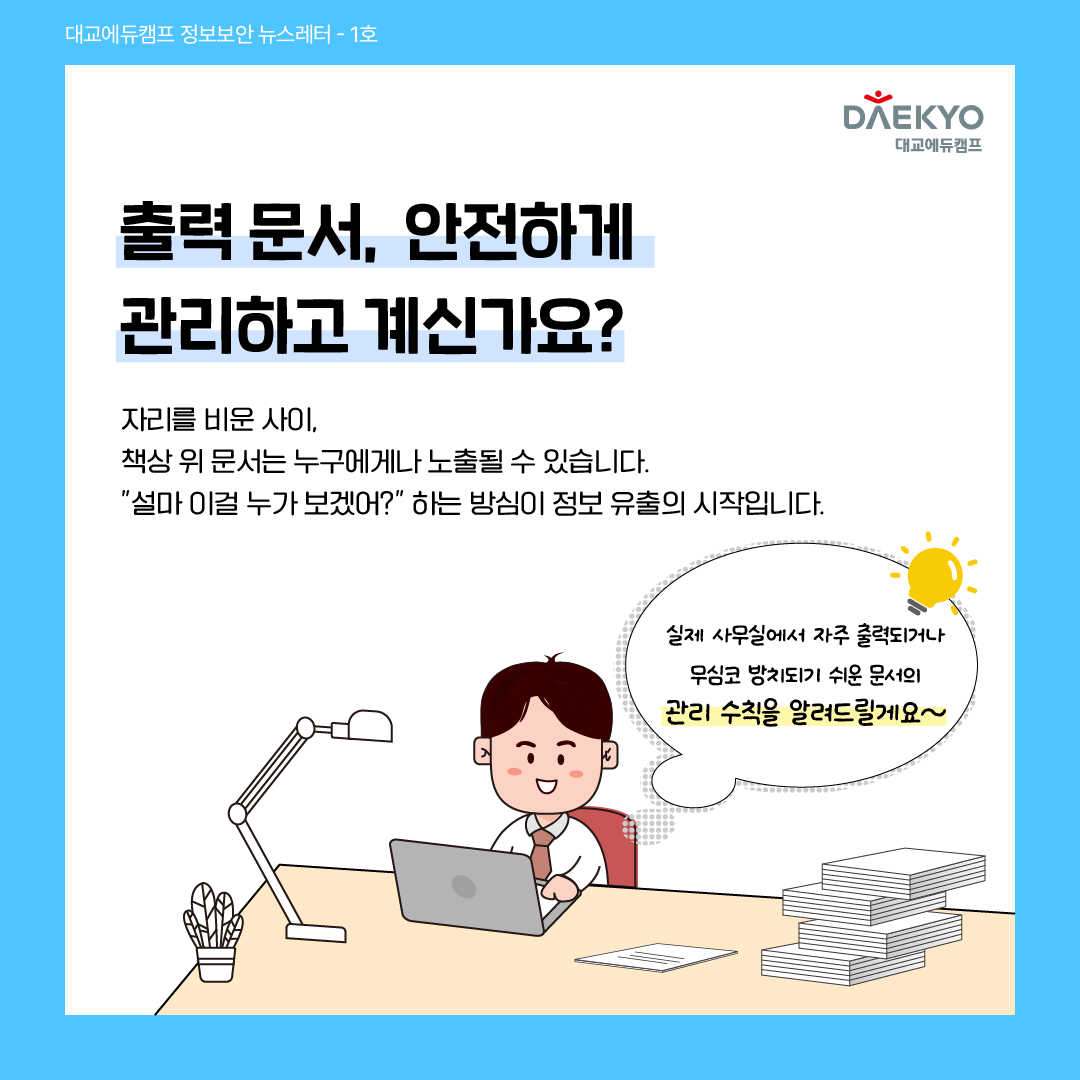 대교에듀캠프 정보보안 뉴스레터 - 1호
DAEKYO
대교에듀캠프
출력 문서, 안전하게
관리하고 계신가요?
자리를 비운 사이,
책상 위 문서는 누구에게나 노출될 수 있습니다.
"설마 이걸 누가 보겠어?" 하는 방심이 정보 유출의 시작입니다.
실제 사무실에서 자주 출력되거나
무심코 방치되기 쉬운 문서의
관리 수칙을 알려드릴게요~